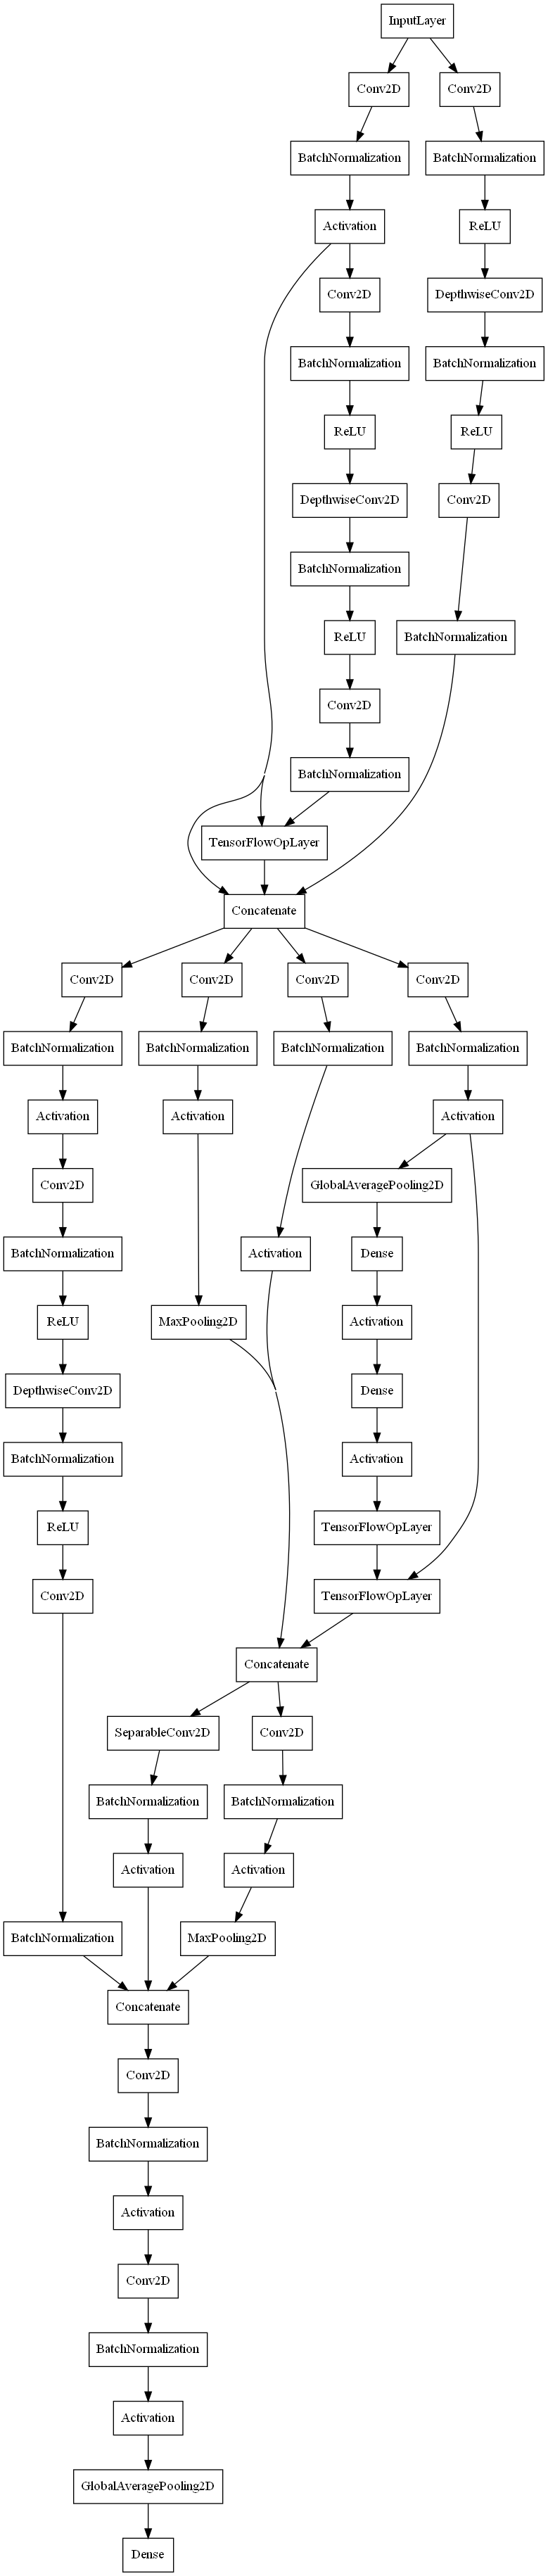 InputLayer
Conv2D
Conv2D
BatchNormalization
BatchNormalization
Activation
ReLU
Conv2D
DepthwiseConv2D
BatchNormalization
BatchNormalization
ReLU
ReLU
DepthwiseConv2D
Conv2D
BatchNormalization
ReLU
BatchNormalization
Conv2D
BatchNormalization
TensorFlowOpLayer
Concatenate
Conv2D
Conv2D
Conv2D
Conv2D
BatchNormalization
BatchNormalization
BatchNormalization
BatchNormalization
Activation
Activation
Activation
Conv2D
GlobalAveragePooling2D
BatchNormalization
Activation
Dense
ReLU
MaxPooling2D
Activation
DepthwiseConv2D
Dense
BatchNormalization
Activation
ReLU
TensorFlowOpLayer
Conv2D
TensorFlowOpLayer
Concatenate
SeparableConv2D
Conv2D
BatchNormalization
BatchNormalization
Activation
Activation
BatchNormalization
MaxPooling2D
Concatenate
Conv2D
BatchNormalization
Activation
Conv2D
BatchNormalization
Activation
GlobalAveragePooling2D
Dense